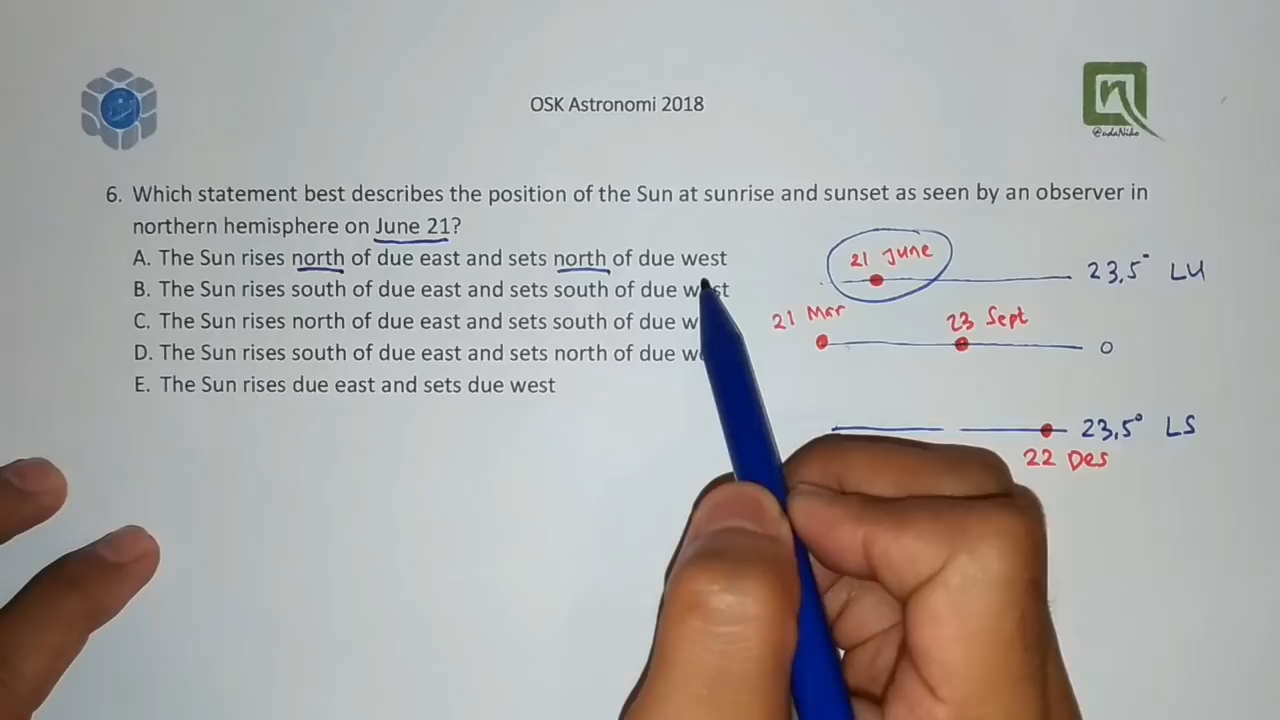 OSK Astronomi 2018
@udaNiko
6. Which statement best describes the position of the Sun at sunrise and sunset as seen by an observer in
northern hemisphere on June 21?
A. The Sun rises north of due east and sets north of due west
B. The Sun rises south of due east and sets south of due west
C. The Sun rises north of due east and sets south of due
D. The Sun rises south of due east and sets north of due
E. The Sun rises due east and sets due west
21 June
23,5° LU
21 Mar
23 Sept
0
23,5° LS
22 Des